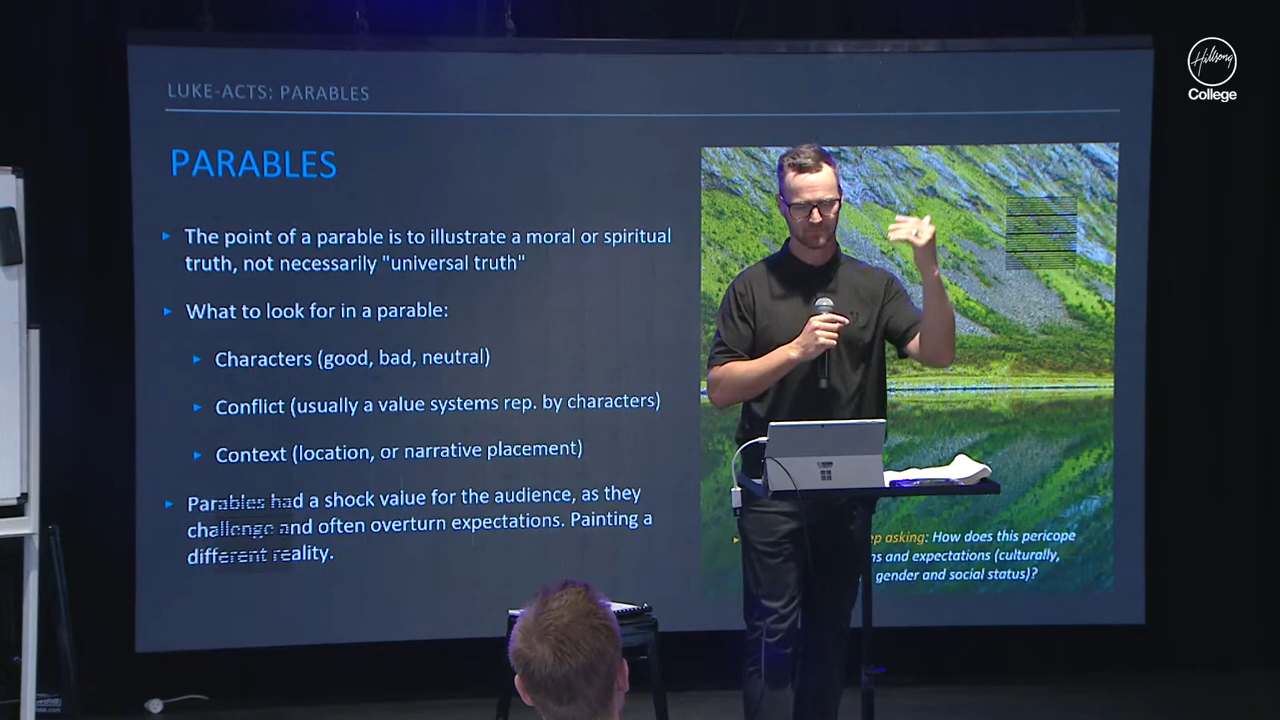 LUKE-ACTS: PARABLES
Hillsong
College
PARABLES
The point of a parable is to illustrate a moral or spiritual
truth, not necessarily "universal truth"
What to look for in a parable:
Characters (good, bad, neutral)
Conflict (usually a value systems rep. by characters)
Context (location, or narrative placement)
Parables had a shock value for the audience, as they
challenge and often overturn expectations. Painting a
different reality.
asking: How does this pericope
and expectations (culturally,
gender and social status)?